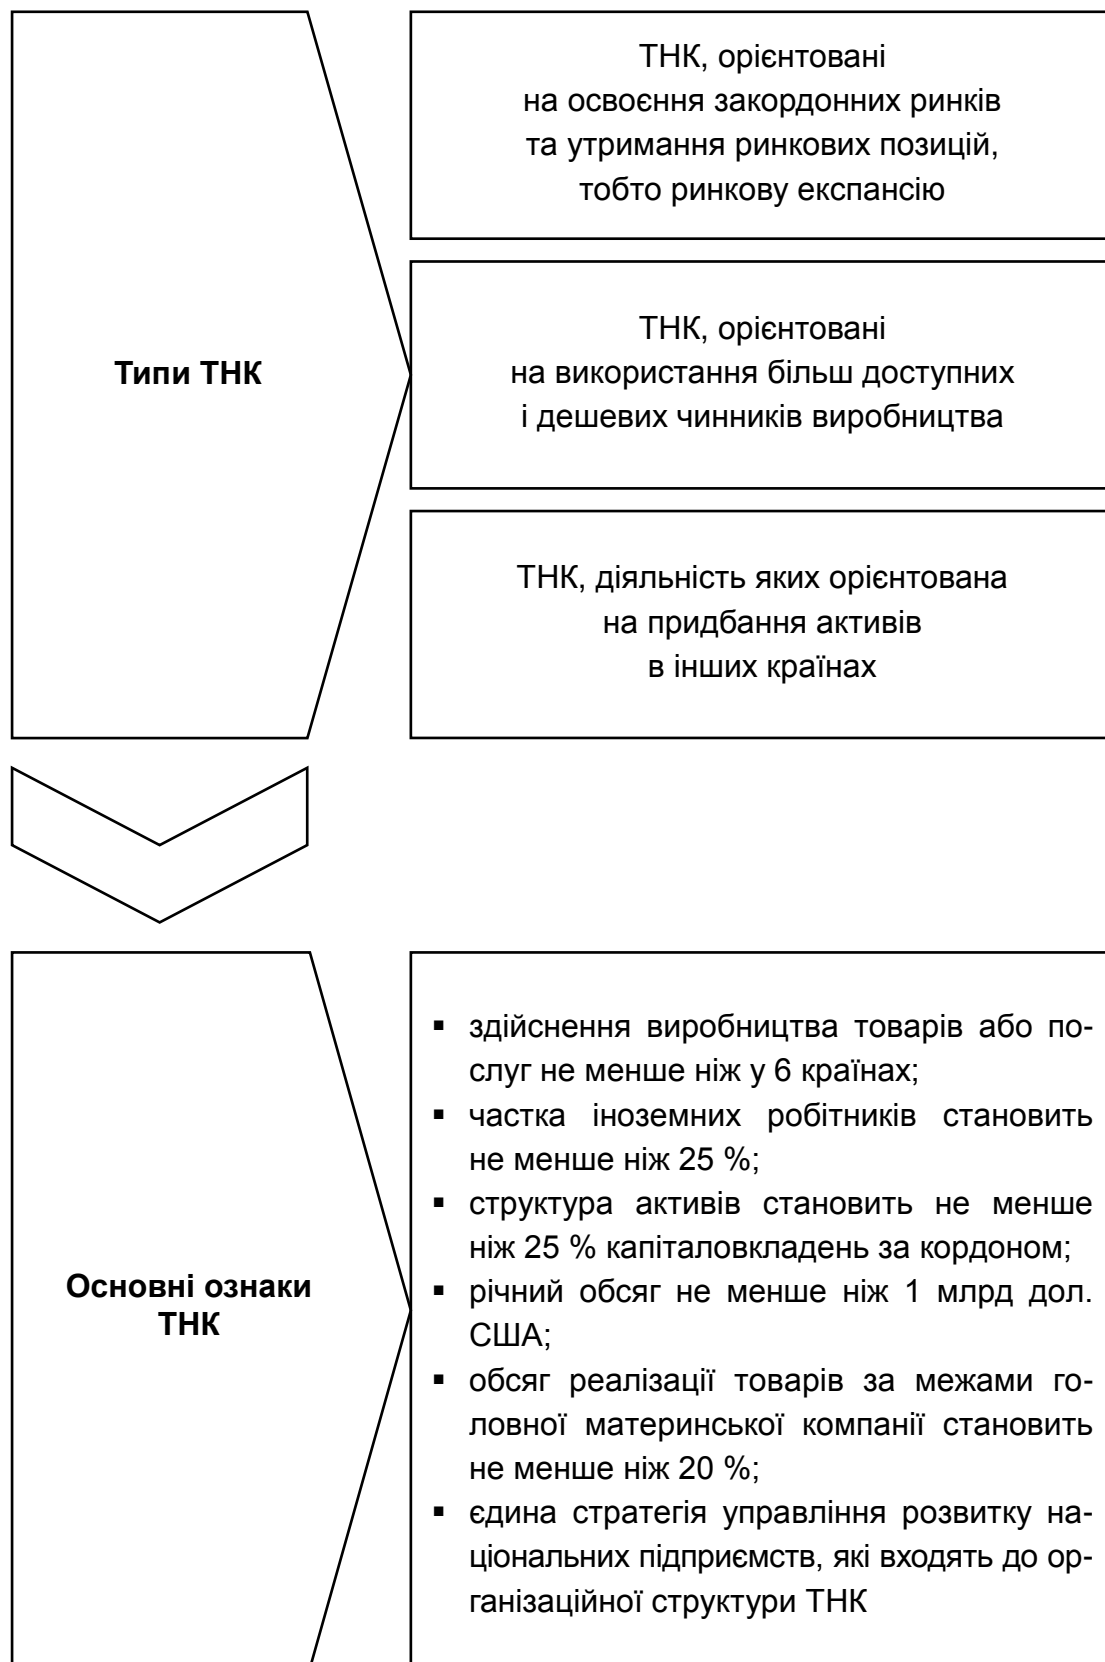 Типи ТНК
ТНК, орієнтовані
на освоєння закордонних ринків
та утримання ринкових позицій,
тобто ринкову експансію
ТНК, орієнтовані
на використання більш доступних
і дешевих чинників виробництва
ТНК, діяльність яких орієнтована
на придбання активів
в інших країнах
Основні ознаки
ТНК
▪ здійснення виробництва товарів або по-
слуг не менше ніж у 6 країнах;
▪ частка іноземних робітників становить
не менше ніж 25 %;
▪ структура активів становить не менше
ніж 25 % капіталовкладень за кордоном;
▪ річний обсяг не менше ніж 1 млрд дол.
США;
▪ обсяг реалізації товарів за межами го-
ловної материнської компанії становить
не менше ніж 20 %;
▪ єдина стратегія управління розвитку на-
ціональних підприємств, які входять до ор-
ганізаційної структури ТНК